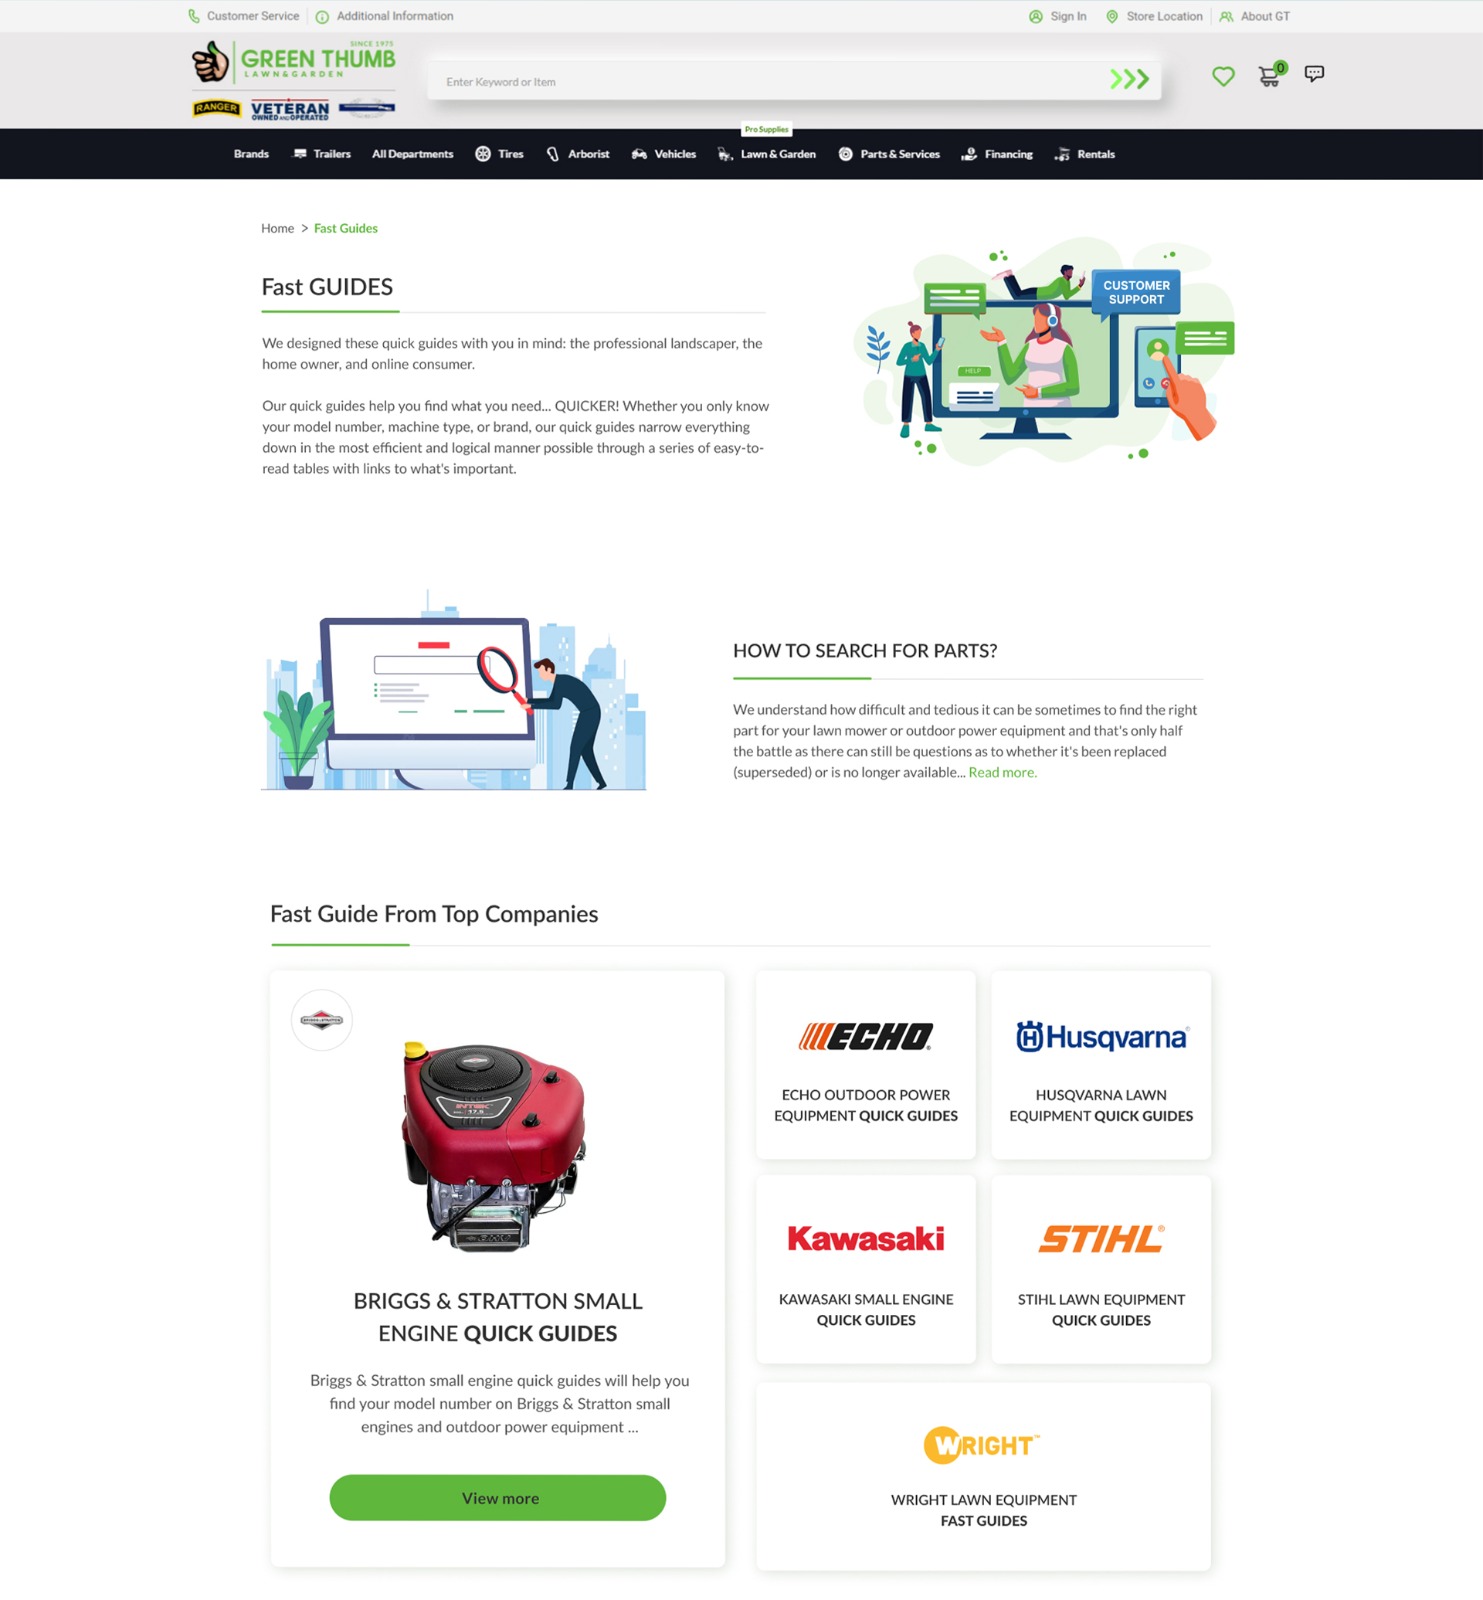 Customer Service
Additional Information
Sign In
Store Location
About GT
SINCE 1975
GREEN THUMB
LAWN&GARDEN
RANGER
VETERAN
OWNED AND OPERATED
Enter Keyword or Item
0
Pro Supplies
Brands
Trailers
All Departments
Tires
Arborist
Vehicles
Lawn & Garden
Parts & Services
Financing
Rentals
Home > Fast Guides
Fast GUIDES
We designed these quick guides with you in mind: the professional landscaper, the
home owner, and online consumer.
Our quick guides help you find what you need... QUICKER! Whether you only know
your model number, machine type, or brand, our quick guides narrow everything
down in the most efficient and logical manner possible through a series of easy-to-
read tables with links to what's important.
CUSTOMER
SUPPORT
HELP
HOW TO SEARCH FOR PARTS?
We understand how difficult and tedious it can be sometimes to find the right
part for your lawn mower or outdoor power equipment and that's only half
the battle as there can still be questions as to whether it's been replaced
(superseded) or is no longer available... Read more.
Fast Guide From Top Companies
BRIGGS & STRATTON
INTEK
17.5
BRIGGS & STRATTON SMALL
ENGINE QUICK GUIDES
Briggs & Stratton small engine quick guides will help you
find your model number on Briggs & Stratton small
engines and outdoor power equipment ...
View more
ECHO
ECHO OUTDOOR POWER
EQUIPMENT QUICK GUIDES
Husqvarna
HUSQVARNA LAWN
EQUIPMENT QUICK GUIDES
Kawasaki
KAWASAKI SMALL ENGINE
QUICK GUIDES
STIHL®
STIHL LAWN EQUIPMENT
QUICK GUIDES
WRIGHT™
WRIGHT LAWN EQUIPMENT
FAST GUIDES